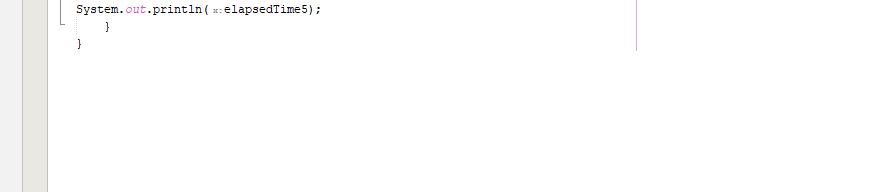 System.out.println( x: elapsedTime5);
}
}